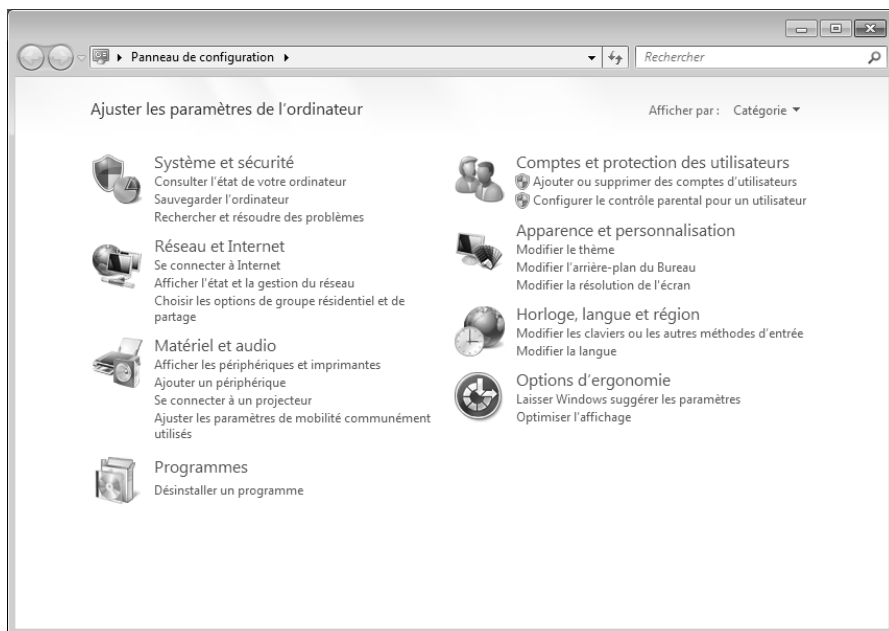 Panneau de configuration
Rechercher
Ajuster les paramètres de l'ordinateur
Afficher par : Catégorie
Système et sécurité
Consulter l'état de votre ordinateur
Sauvegarder l'ordinateur
Rechercher et résoudre des problèmes
Réseau et Internet
Se connecter à Internet
Afficher l'état et la gestion du réseau
Choisir les options de groupe résidentiel et de
partage
Matériel et audio
Afficher les périphériques et imprimantes
Ajouter un périphérique
Se connecter à un projecteur
Ajuster les paramètres de mobilité communément
utilisés
Programmes
Désinstaller un programme
Comptes et protection des utilisateurs
Ajouter ou supprimer des comptes d'utilisateurs
Configurer le contrôle parental pour un utilisateur
Apparence et personnalisation
Modifier le thème
Modifier l'arrière-plan du Bureau
Modifier la résolution de l'écran
Horloge, langue et région
Modifier les claviers ou les autres méthodes d'entrée
Modifier la langue
Options d'ergonomie
Laisser Windows suggérer les paramètres
Optimiser l'affichage